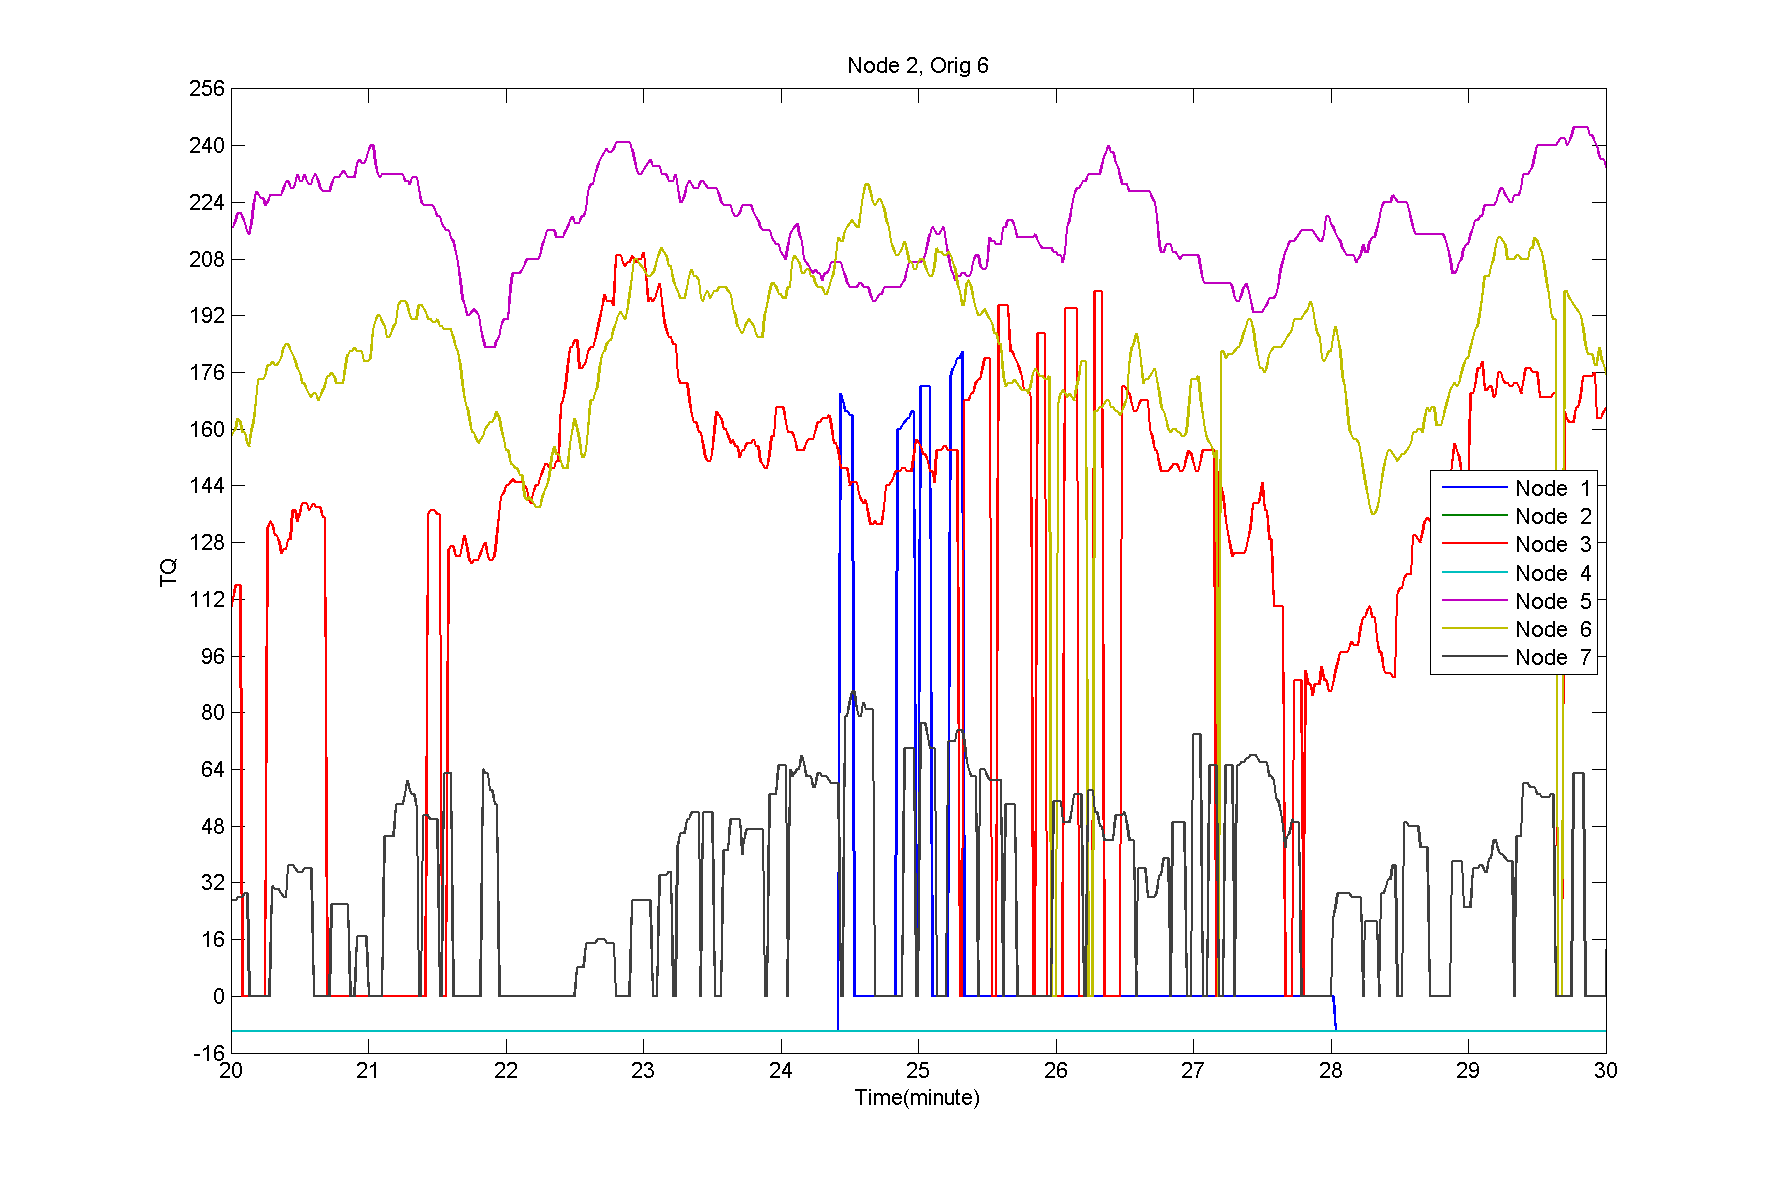 Node 2, Orig 6
256
240
224
208
192
176
160
144
128
112
96
80
64
48
32
16
0
-16
TQ
Node 1
Node 2
Node 3
Node 4
Node 5
Node 6
Node 7
20 21 22 23 24 25 26 27 28 29 30
Time(minute)